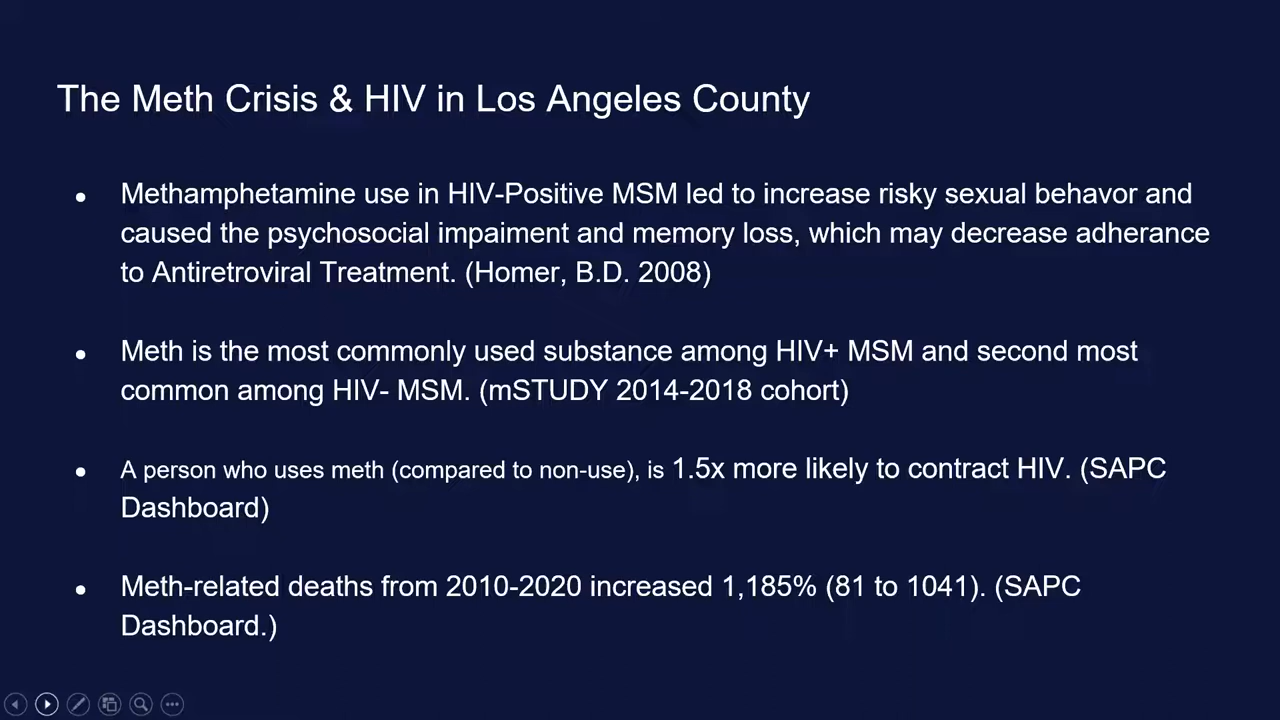 The Meth Crisis & HIV in Los Angeles County
• Methamphetamine use in HIV-Positive MSM led to increase risky sexual behavor and
caused the psychosocial impaiment and memory loss, which may decrease adherance
to Antiretroviral Treatment. (Homer, B.D. 2008)
• Meth is the most commonly used substance among HIV+ MSM and second most
common among HIV- MSM. (mSTUDY 2014-2018 cohort)
• A person who uses meth (compared to non-use), is 1.5x more likely to contract HIV. (SAPC
Dashboard)
• Meth-related deaths from 2010-2020 increased 1,185% (81 to 1041). (SAPC
Dashboard.)